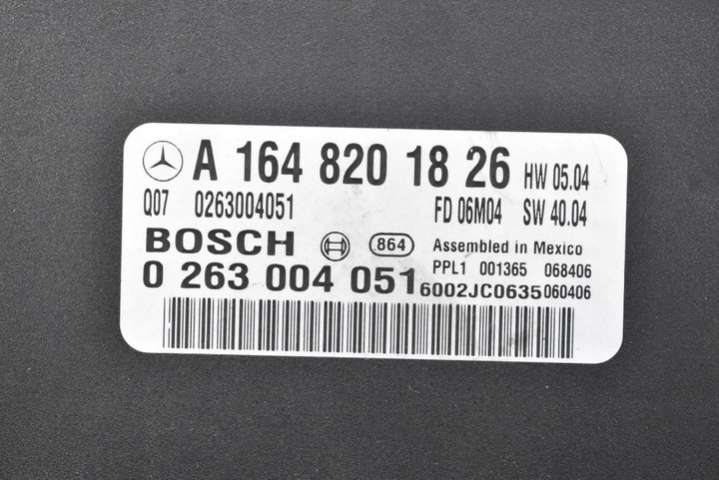 A 164 820 18 26 HW 05.04
Q07 0263004051 FD 06M04 SW 40.04
BOSCH 864 Assembled in Mexico
PPL1 001365 068406
0 263 004 051 6002JC0635 060406